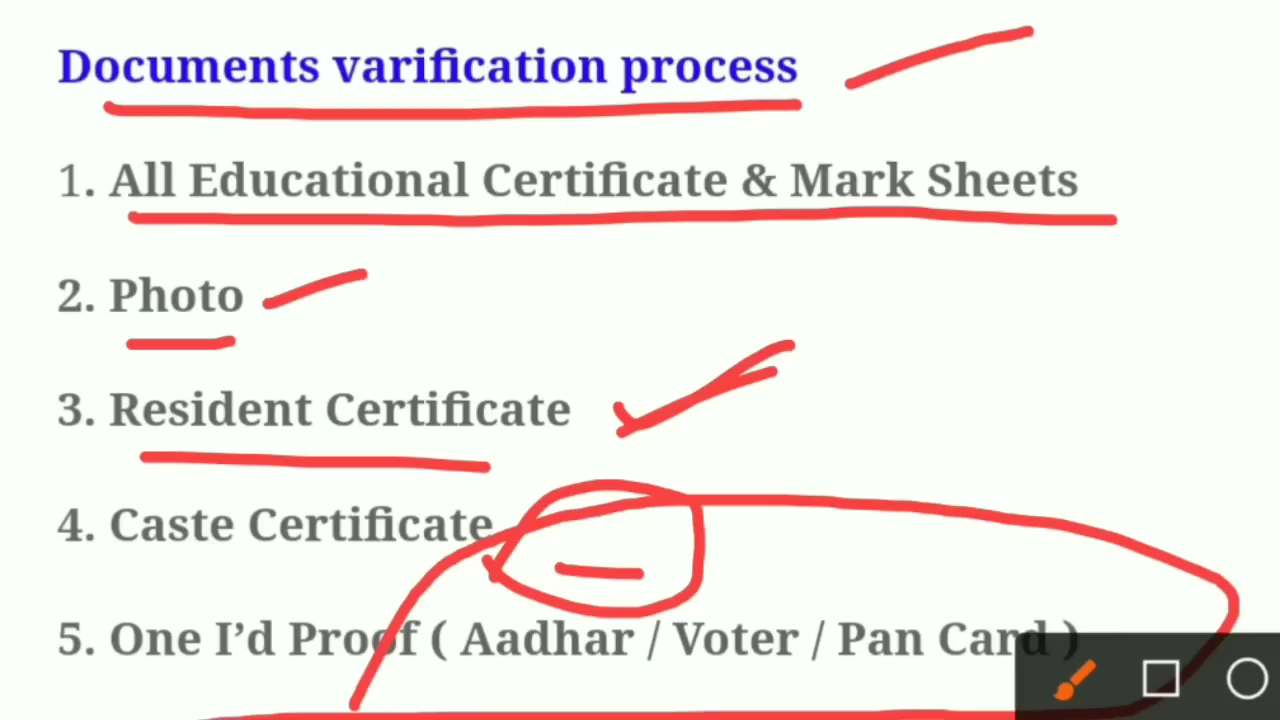 Documents varification process
1. All Educational Certificate & Mark Sheets
2. Photo
3. Resident Certificate
4. Caste Certificate
5. One I’d Proof ( Aadhar / Voter / Pan Card )